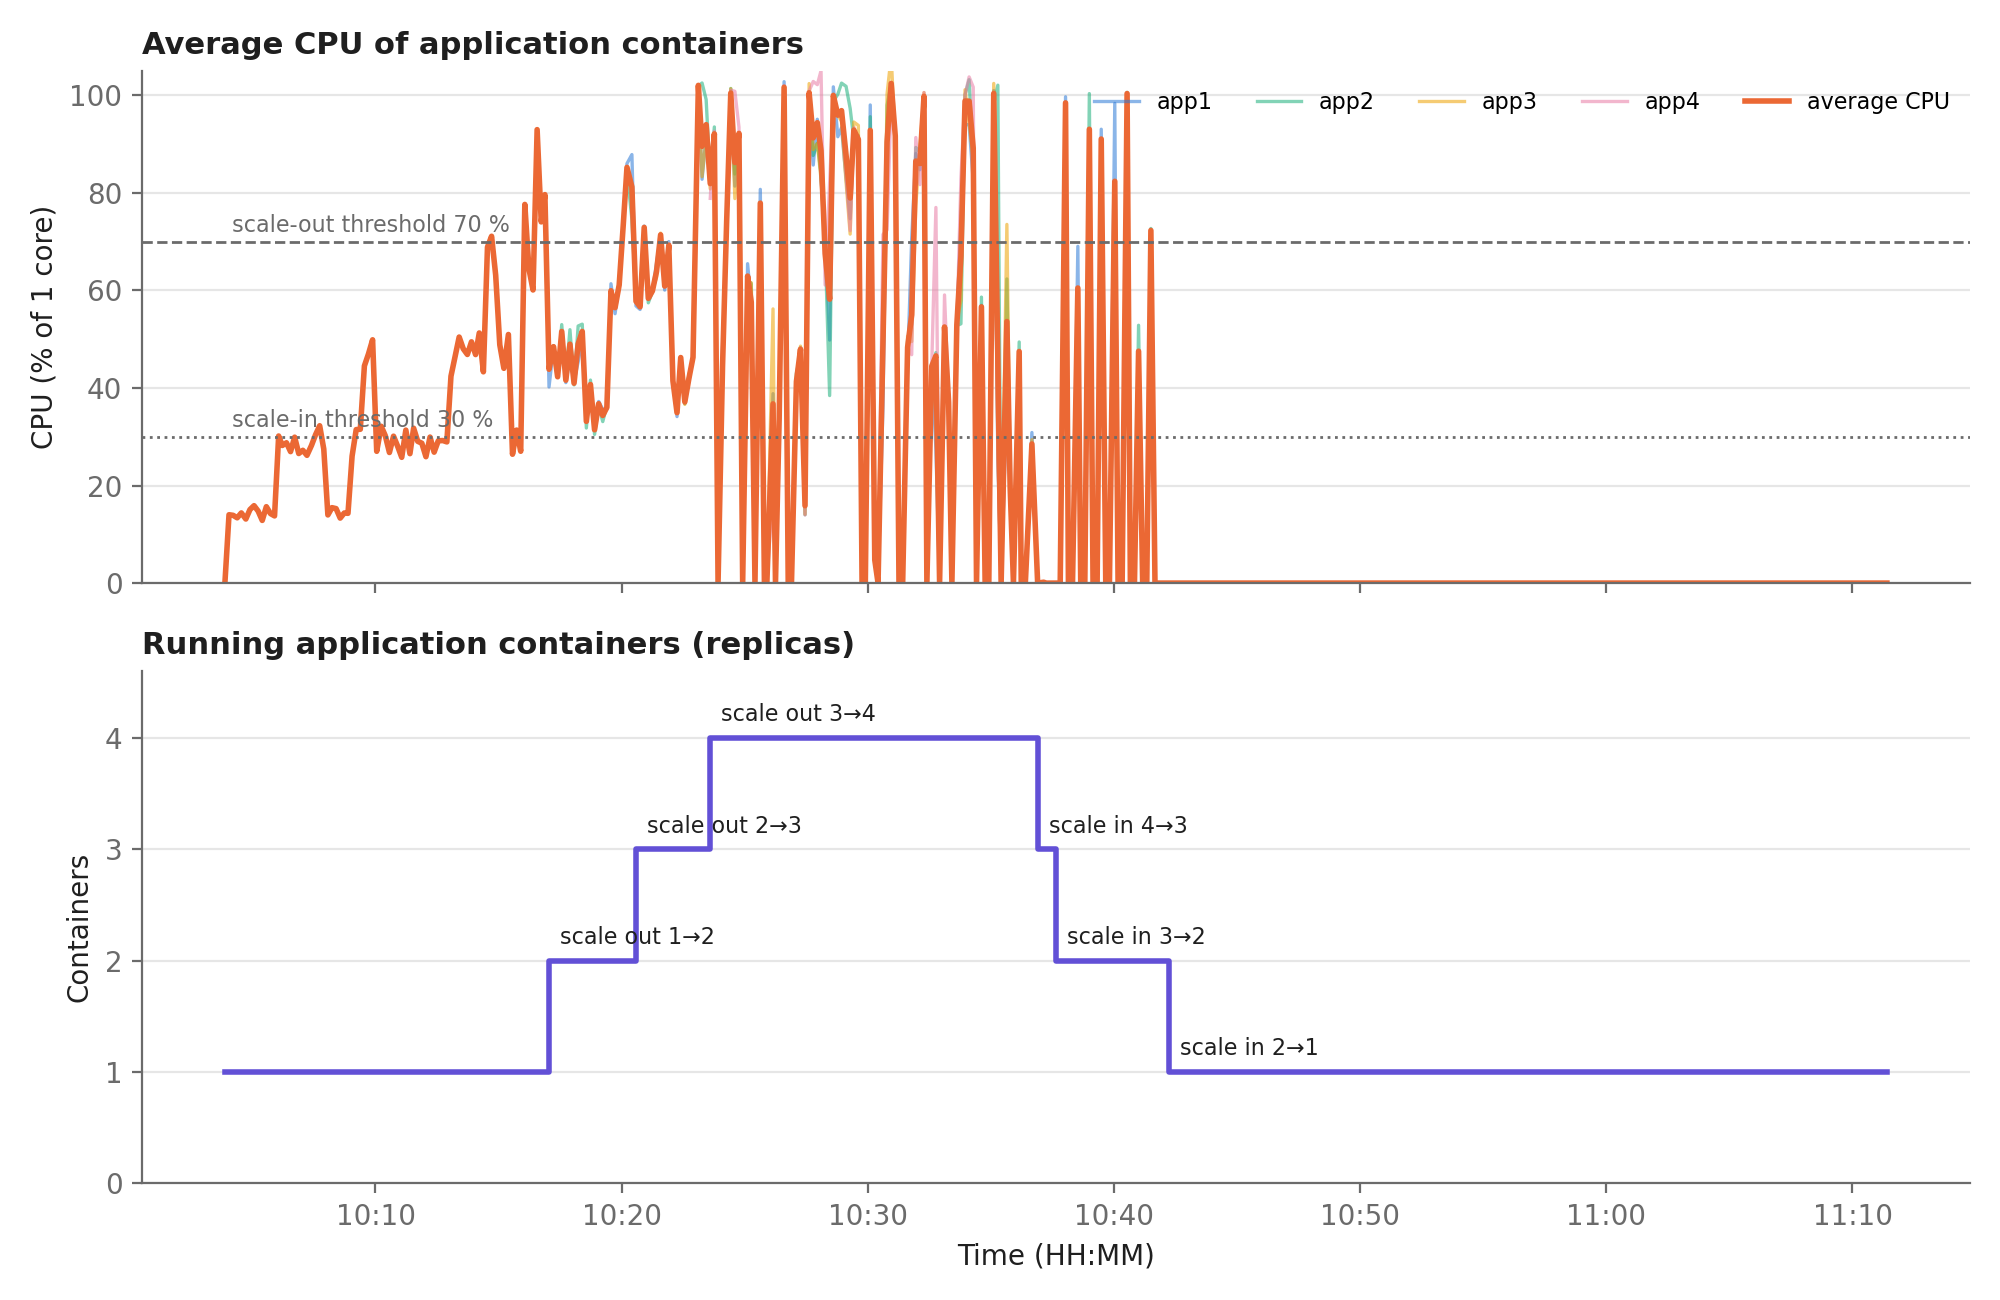 Average CPU of application containers
app1 app2 app3 app4 average CPU
100
80
60
40
20
0
CPU (% of 1 core)
scale-out threshold 70 %
scale-in threshold 30 %
Running application containers (replicas)
4
3
2
1
0
Containers
scale out 3→4
scale out 2→3
scale in 4→3
scale out 1→2
scale in 3→2
scale in 2→1
10:10 10:20 10:30 10:40 10:50 11:00 11:10
Time (HH:MM)